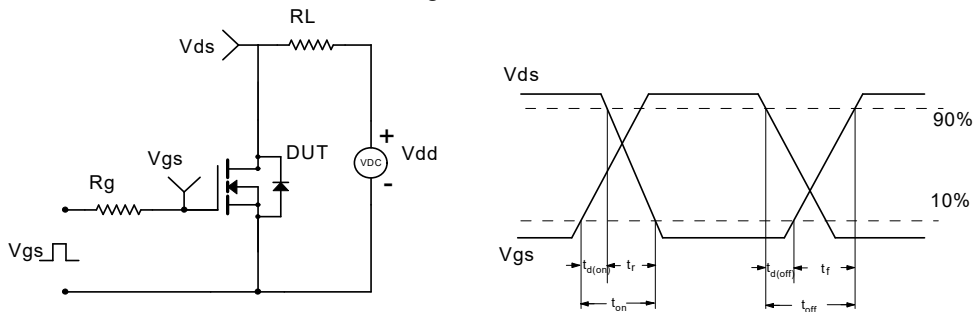 RL
Vds
Vgs
DUT
Rg
VDC
+
-
Vdd
Vgs
Vds
90%
10%
Vgs
td(on)
tr
ton
td(off)
tf
toff